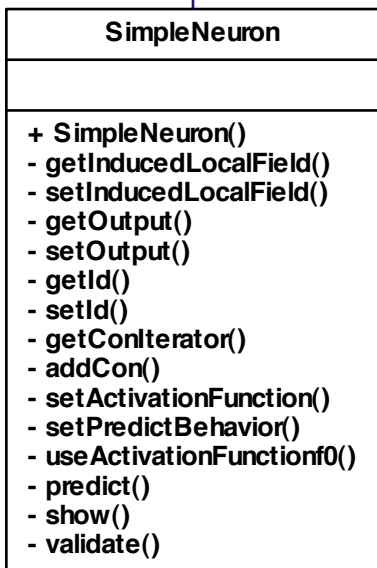 SimpleNeuron
+ SimpleNeuron()
- getInducedLocalField()
- setInducedLocalField()
- getOutput()
- setOutput()
- getId()
- setId()
- getConIterator()
- addCon()
- setActivationFunction()
- setPredictBehavior()
- useActivationFunctionf0()
- predict()
- show()
- validate()